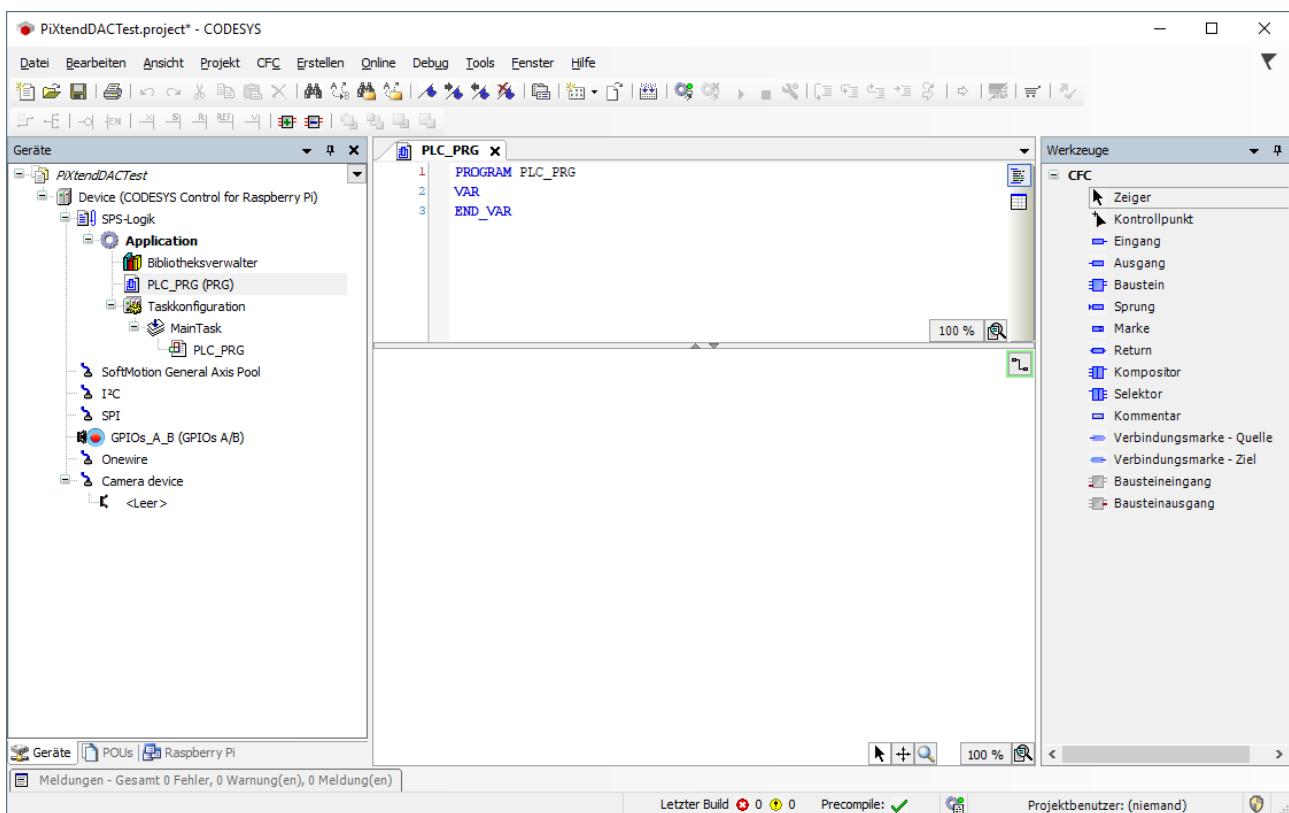 PiXtendDACTest.project* - CODESYS
Datei Bearbeiten Ansicht Projekt CFC Erstellen Online Debug Tools Fenster Hilfe
Geräte
PiXtendDACTest
Device (CODESYS Control for Raspberry Pi)
SPS-Logik
Application
Bibliotheksverwalter
PLC_PRG (PRG)
Taskkonfiguration
MainTask
PLC_PRG
SoftMotion General Axis Pool
I²C
SPI
GPIOs_A_B (GPIOs A/B)
Onewire
Camera device
<Leer>
Geräte POUs Raspberry Pi
PLC_PRG
1 PROGRAM PLC_PRG
2 VAR
3 END_VAR
100 %
100 %
Werkzeuge
CFC
Zeiger
Kontrollpunkt
Eingang
Ausgang
Baustein
Sprung
Marke
Return
Kompositor
Selektor
Kommentar
Verbindungsmarke - Quelle
Verbindungsmarke - Ziel
Bausteineingang
Bausteinausgang
Meldungen - Gesamt 0 Fehler, 0 Warnung(en), 0 Meldung(en)
Letzter Build 0 0 Precompile: Projektbenutzer: (niemand)